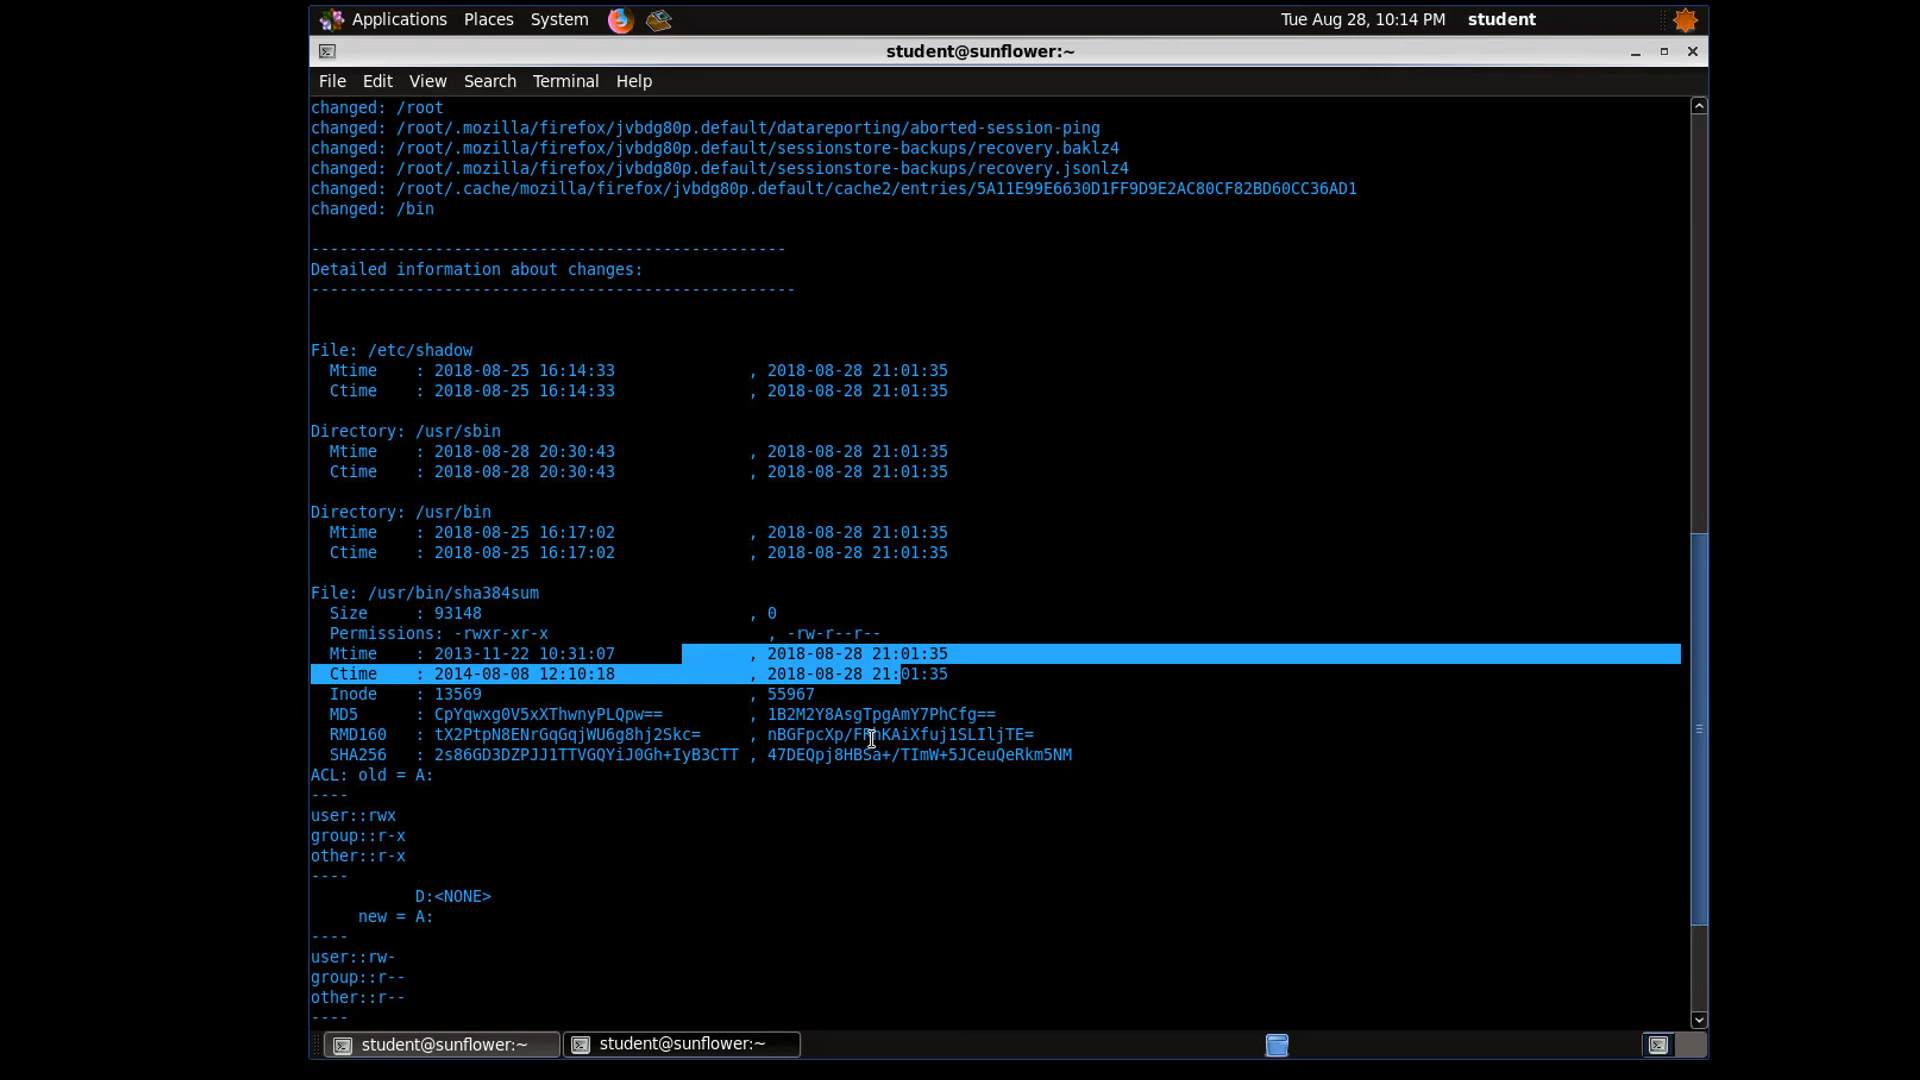 Applications Places System Tue Aug 28, 10:14 PM student
student@sunflower:~
File Edit View Search Terminal Help
changed: /root
changed: /root/.mozilla/firefox/jvbdg80p.default/datareporting/aborted-session-ping
changed: /root/.mozilla/firefox/jvbdg80p.default/sessionstore-backups/recovery.baklz4
changed: /root/.mozilla/firefox/jvbdg80p.default/sessionstore-backups/recovery.jsonlz4
changed: /root/.cache/mozilla/firefox/jvbdg80p.default/cache2/entries/5A11E99E6630D1FF9D9E2AC80CF82BD60CC36AD1
changed: /bin
--------------------------------------------------
Detailed information about changes:
---------------------------------------------------
File: /etc/shadow
Mtime : 2018-08-25 16:14:33 , 2018-08-28 21:01:35
Ctime : 2018-08-25 16:14:33 , 2018-08-28 21:01:35
Directory: /usr/sbin
Mtime : 2018-08-28 20:30:43 , 2018-08-28 21:01:35
Ctime : 2018-08-28 20:30:43 , 2018-08-28 21:01:35
Directory: /usr/bin
Mtime : 2018-08-25 16:17:02 , 2018-08-28 21:01:35
Ctime : 2018-08-25 16:17:02 , 2018-08-28 21:01:35
File: /usr/bin/sha384sum
Size : 93148 , 0
Permissions: -rwxr-xr-x , -rw-r--r--
Mtime : 2013-11-22 10:31:07 , 2018-08-28 21:01:35
Ctime : 2014-08-08 12:10:18 , 2018-08-28 21:01:35
Inode : 13569 , 55967
MD5 : CpYqwxg0V5xXThwnyPLQpw== , 1B2M2Y8AsgTpgAmY7PhCfg==
RMD160 : tX2PtpN8ENrGqGqjWU6g8hj2Skc= ,
SHA256 : 2s86GD3DZPJJ1TTVGQYiJ0Gh+IyB3CTT , 47DEQpj8HBSa+/TImW+5JCeuQeRkm5NM
ACL: old = A:
----
user::rwx
group::r-x
other::r-x
----
D:<NONE>
new = A:
----
user::rw-
group::r--
other::r--
----
student@sunflower:~ student@sunflower:~